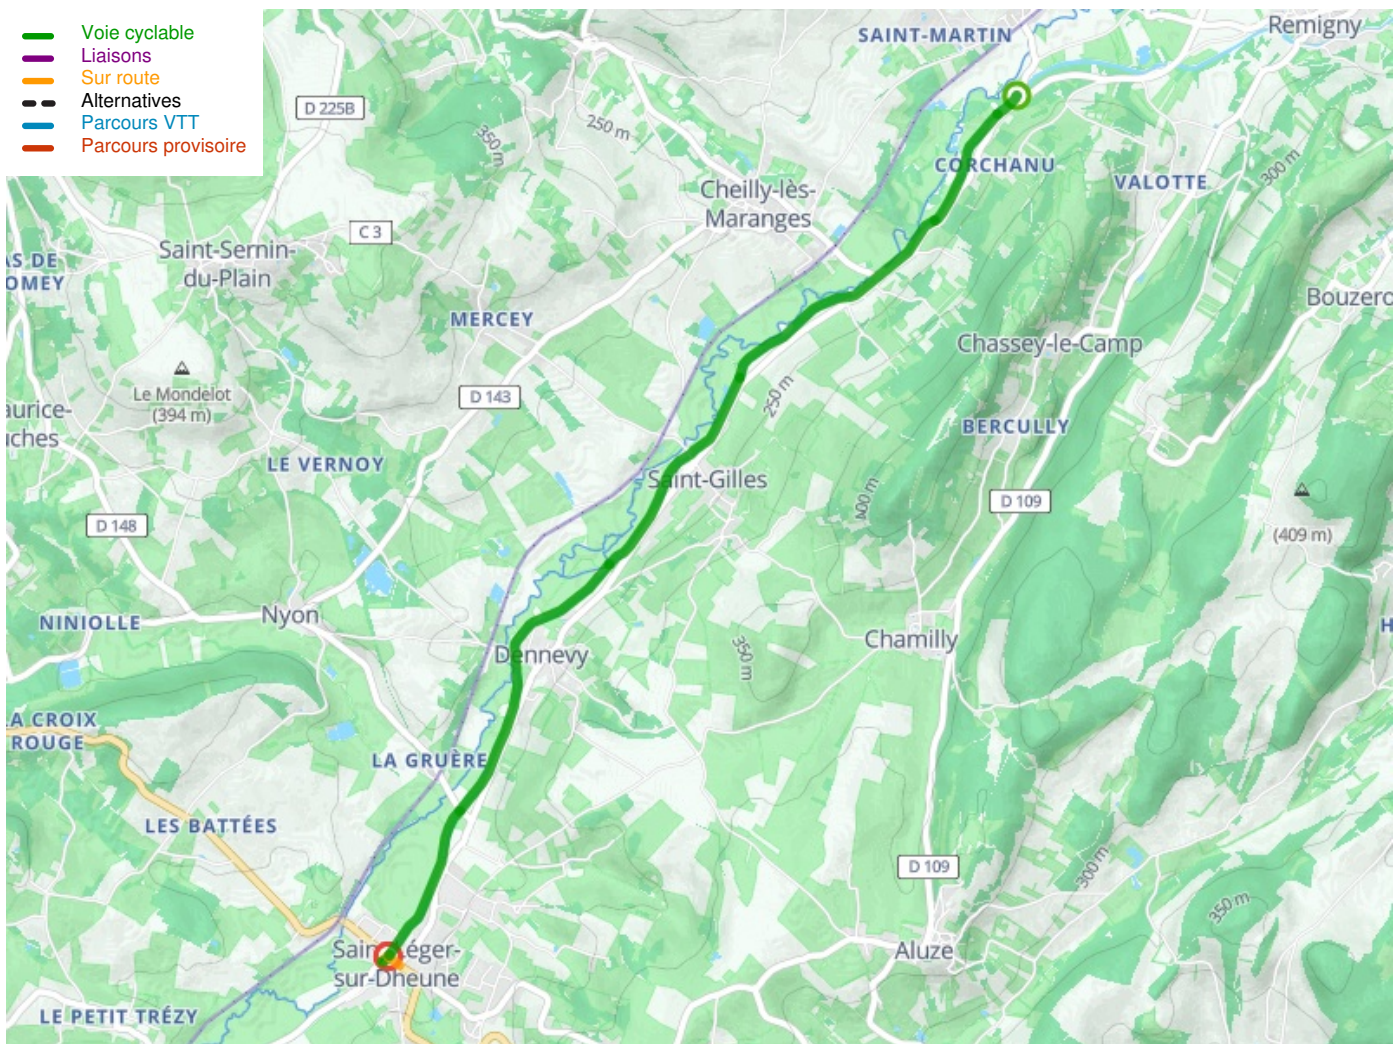 Voie cyclable
Liaisons
Sur route
Alternatives
Parcours VTT
Parcours provisoire
SAINT-MARTIN
Remigny
D 225B
250 m
350 m
CORCHANU
VALOTTE
300 m
Cheilly-lès-
Maranges
C 3
Saint-Sernin-
du-Plain
AS DE
OMEY
Bouzero
MERCEY
Chassey-le-Camp
Le Mondelot
(394 m)
D 143
250 m
aurice-
uches
BERCULLY
LE VERNOY
Saint-Gilles
400 m
D 109
D 148
(409 m)
Nyon
NINIOLLE
Chamilly
H
Dennevy
350 m
LA CROIX
ROUGE
LA GRUÈRE
LES BATTÉES
D 109
300 m
350 m
Saint-Léger-
sur-Dheune
Aluze
LE PETIT TRÉZY